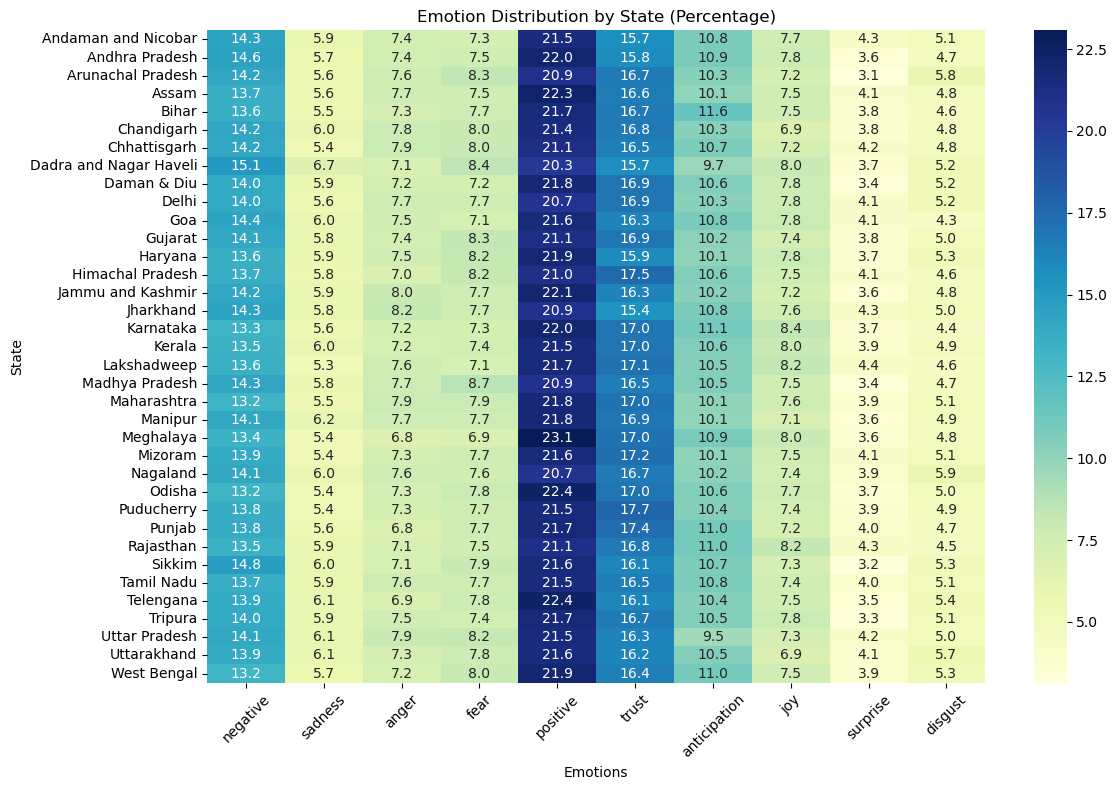 Emotion Distribution by State (Percentage)
Andaman and Nicobar 14.3 5.9 7.4 7.3 21.5 15.7 10.8 7.7 4.3 5.1
Andhra Pradesh 14.6 5.7 7.4 7.5 22.0 15.8 10.9 7.8 3.6 4.7
Arunachal Pradesh 14.2 5.6 7.6 8.3 20.9 16.7 10.3 7.2 3.1 5.8
Assam 13.7 5.6 7.7 7.5 22.3 16.6 10.1 7.5 4.1 4.8
Bihar 13.6 5.5 7.3 7.7 21.7 16.7 11.6 7.5 3.8 4.6
Chandigarh 14.2 6.0 7.8 8.0 21.4 16.8 10.3 6.9 3.8 4.8
Chhattisgarh 14.2 5.4 7.9 8.0 21.1 16.5 10.7 7.2 4.2 4.8
Dadra and Nagar Haveli 15.1 6.7 7.1 8.4 20.3 15.7 9.7 8.0 3.7 5.2
Daman & Diu 14.0 5.9 7.2 7.2 21.8 16.9 10.6 7.8 3.4 5.2
Delhi 14.0 5.6 7.7 7.7 20.7 16.9 10.3 7.8 4.1 5.2
Goa 14.4 6.0 7.5 7.1 21.6 16.3 10.8 7.8 4.1 4.3
Gujarat 14.1 5.8 7.4 8.3 21.1 16.9 10.2 7.4 3.8 5.0
Haryana 13.6 5.9 7.5 8.2 21.9 15.9 10.1 7.8 3.7 5.3
Himachal Pradesh 13.7 5.8 7.0 8.2 21.0 17.5 10.6 7.5 4.1 4.6
Jammu and Kashmir 14.2 5.9 8.0 7.7 22.1 16.3 10.2 7.2 3.6 4.8
Jharkhand 14.3 5.8 8.2 7.7 20.9 15.4 10.8 7.6 4.3 5.0
Karnataka 13.3 5.6 7.2 7.3 22.0 17.0 11.1 8.4 3.7 4.4
Kerala 13.5 6.0 7.2 7.4 21.5 17.0 10.6 8.0 3.9 4.9
Lakshadweep 13.6 5.3 7.6 7.1 21.7 17.1 10.5 8.2 4.4 4.6
Madhya Pradesh 14.3 5.8 7.7 8.7 20.9 16.5 10.5 7.5 3.4 4.7
Maharashtra 13.2 5.5 7.9 7.9 21.8 17.0 10.1 7.6 3.9 5.1
Manipur 14.1 6.2 7.7 7.7 21.8 16.9 10.1 7.1 3.6 4.9
Meghalaya 13.4 5.4 6.8 6.9 23.1 17.0 10.9 8.0 3.6 4.8
Mizoram 13.9 5.4 7.3 7.7 21.6 17.2 10.1 7.5 4.1 5.1
Nagaland 14.1 6.0 7.6 7.6 20.7 16.7 10.2 7.4 3.9 5.9
Odisha 13.2 5.4 7.3 7.8 22.4 17.0 10.6 7.7 3.7 5.0
Puducherry 13.8 5.4 7.3 7.7 21.5 17.7 10.4 7.4 3.9 4.9
Punjab 13.8 5.6 6.8 7.7 21.7 17.4 11.0 7.2 4.0 4.7
Rajasthan 13.5 5.9 7.1 7.5 21.1 16.8 11.0 8.2 4.3 4.5
Sikkim 14.8 6.0 7.1 7.9 21.6 16.1 10.7 7.3 3.2 5.3
Tamil Nadu 13.7 5.9 7.6 7.7 21.5 16.5 10.8 7.4 4.0 5.1
Telengana 13.9 6.1 6.9 7.8 22.4 16.1 10.4 7.5 3.5 5.4
Tripura 14.0 5.9 7.5 7.4 21.7 16.7 10.5 7.8 3.3 5.1
Uttar Pradesh 14.1 6.1 7.9 8.2 21.5 16.3 9.5 7.3 4.2 5.0
Uttarakhand 13.9 6.1 7.3 7.8 21.6 16.2 10.5 6.9 4.1 5.7
West Bengal 13.2 5.7 7.2 8.0 21.9 16.4 11.0 7.5 3.9 5.3
State
negative sadness anger fear positive trust anticipation joy surprise disgust
Emotions
22.5
20.0
17.5
15.0
12.5
10.0
7.5
5.0